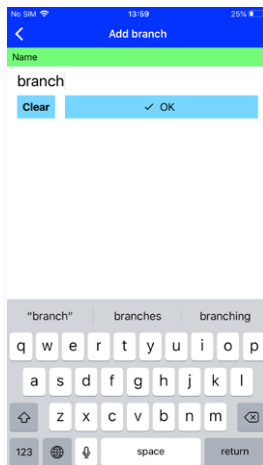 No SIM 13:59 25%
Add branch
Name
branch
Clear ✓ OK
"branch" branches branching
q w e r t y u i o p
a s d f g h j k l
z x c v b n m
123 space return